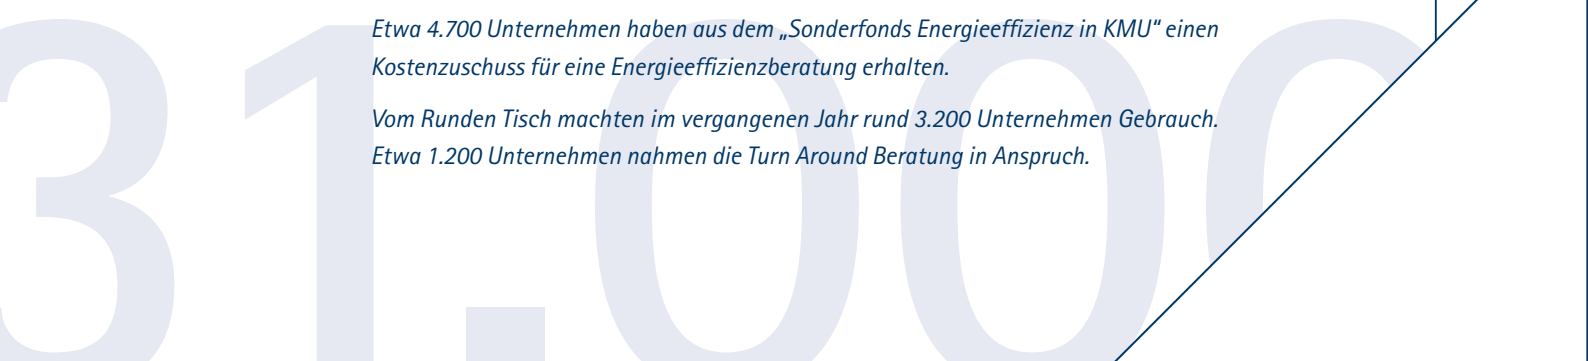 31.000
Etwa 4.700 Unternehmen haben aus dem „Sonderfonds Energieeffizienz in KMU“ einen
Kostenzuschuss für eine Energieeffizienzberatung erhalten.
Vom Runden Tisch machten im vergangenen Jahr rund 3.200 Unternehmen Gebrauch.
Etwa 1.200 Unternehmen nahmen die Turn Around Beratung in Anspruch.